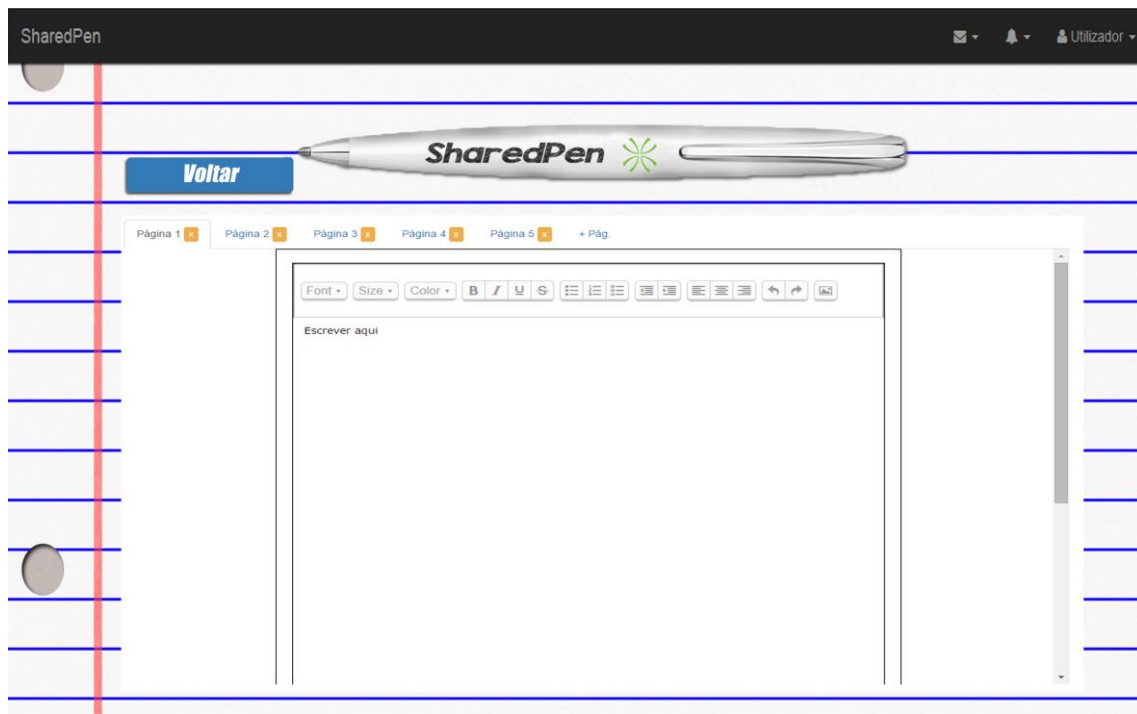 SharedPen Utilizador
SharedPen
Voltar
Página 1 x Página 2 x Página 3 x Página 4 x Página 5 x + Pág.
Font Size Color B I U S
Escrever aqui